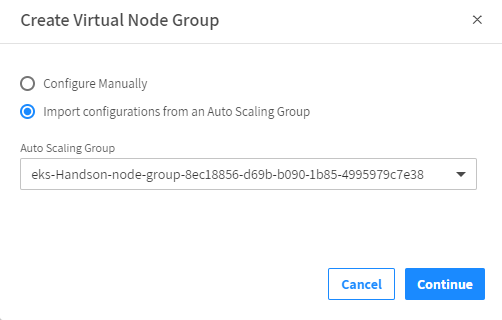 Create Virtual Node Group
Configure Manually
Import configurations from an Auto Scaling Group
Auto Scaling Group
eks-Handson-node-group-8ec18856-d69b-b090-1b85-4995979c7e38
Cancel
Continue